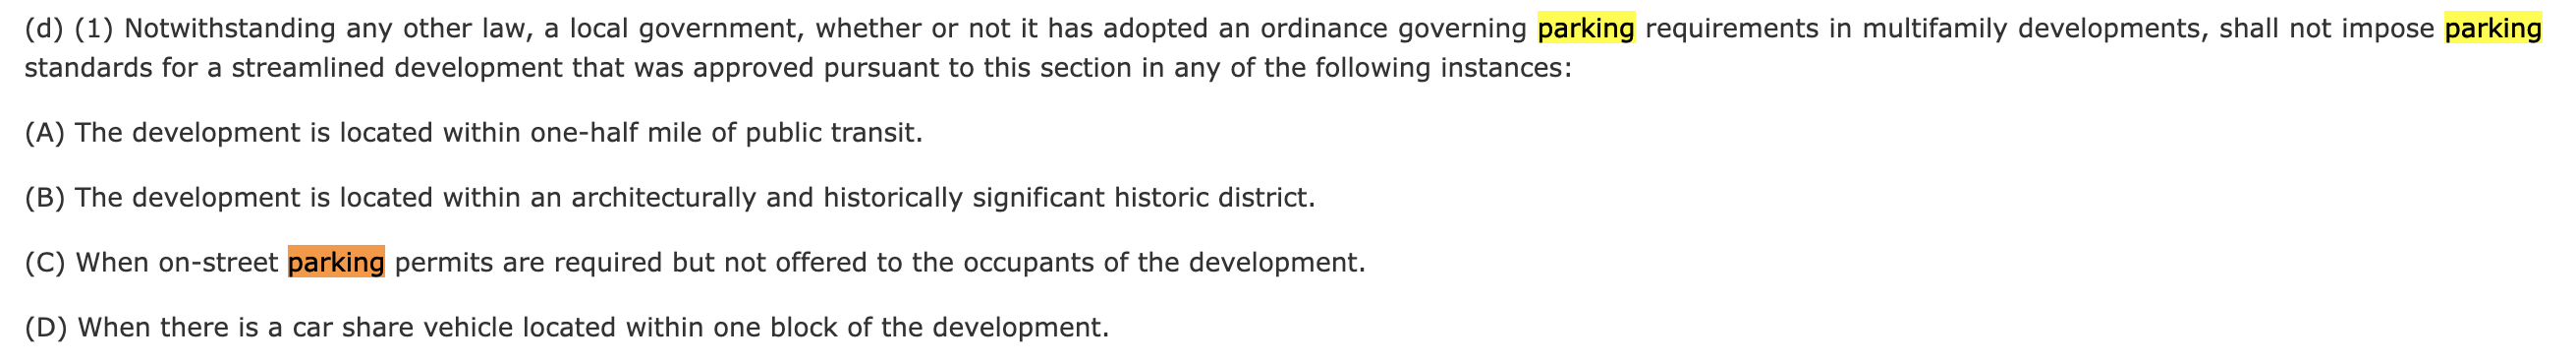 (d) (1) Notwithstanding any other law, a local government, whether or not it has adopted an ordinance governing parking requirements in multifamily developments, shall not impose parking
standards for a streamlined development that was approved pursuant to this section in any of the following instances:
(A) The development is located within one-half mile of public transit.
(B) The development is located within an architecturally and historically significant historic district.
(C) When on-street parking permits are required but not offered to the occupants of the development.
(D) When there is a car share vehicle located within one block of the development.